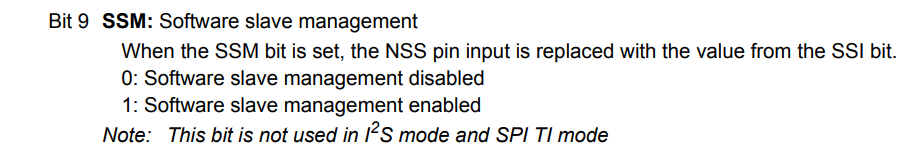 Bit 9 SSM: Software slave management
When the SSM bit is set, the NSS pin input is replaced with the value from the SSI bit.
0: Software slave management disabled
1: Software slave management enabled
Note: This bit is not used in I²S mode and SPI TI mode